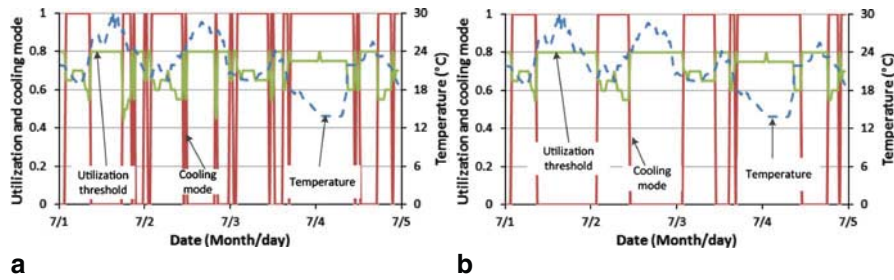 Utilization and cooling mode
1
0.8
0.6
0.4
0.2
0
Utilization
threshold
Cooling
mode
Temperature
30
24
18
12
6
0
Temperature (°C)
7/1
7/2
7/3
7/4
7/5
Date (Month/day)
a
Utilization and cooling mode
1
0.8
0.6
0.4
0.2
0
Utilization
threshold
Cooling
mode
Temperature
30
24
18
12
6
0
Temperature (°C)
7/1
7/2
7/3
7/4
7/5
Date (Month/day)
b